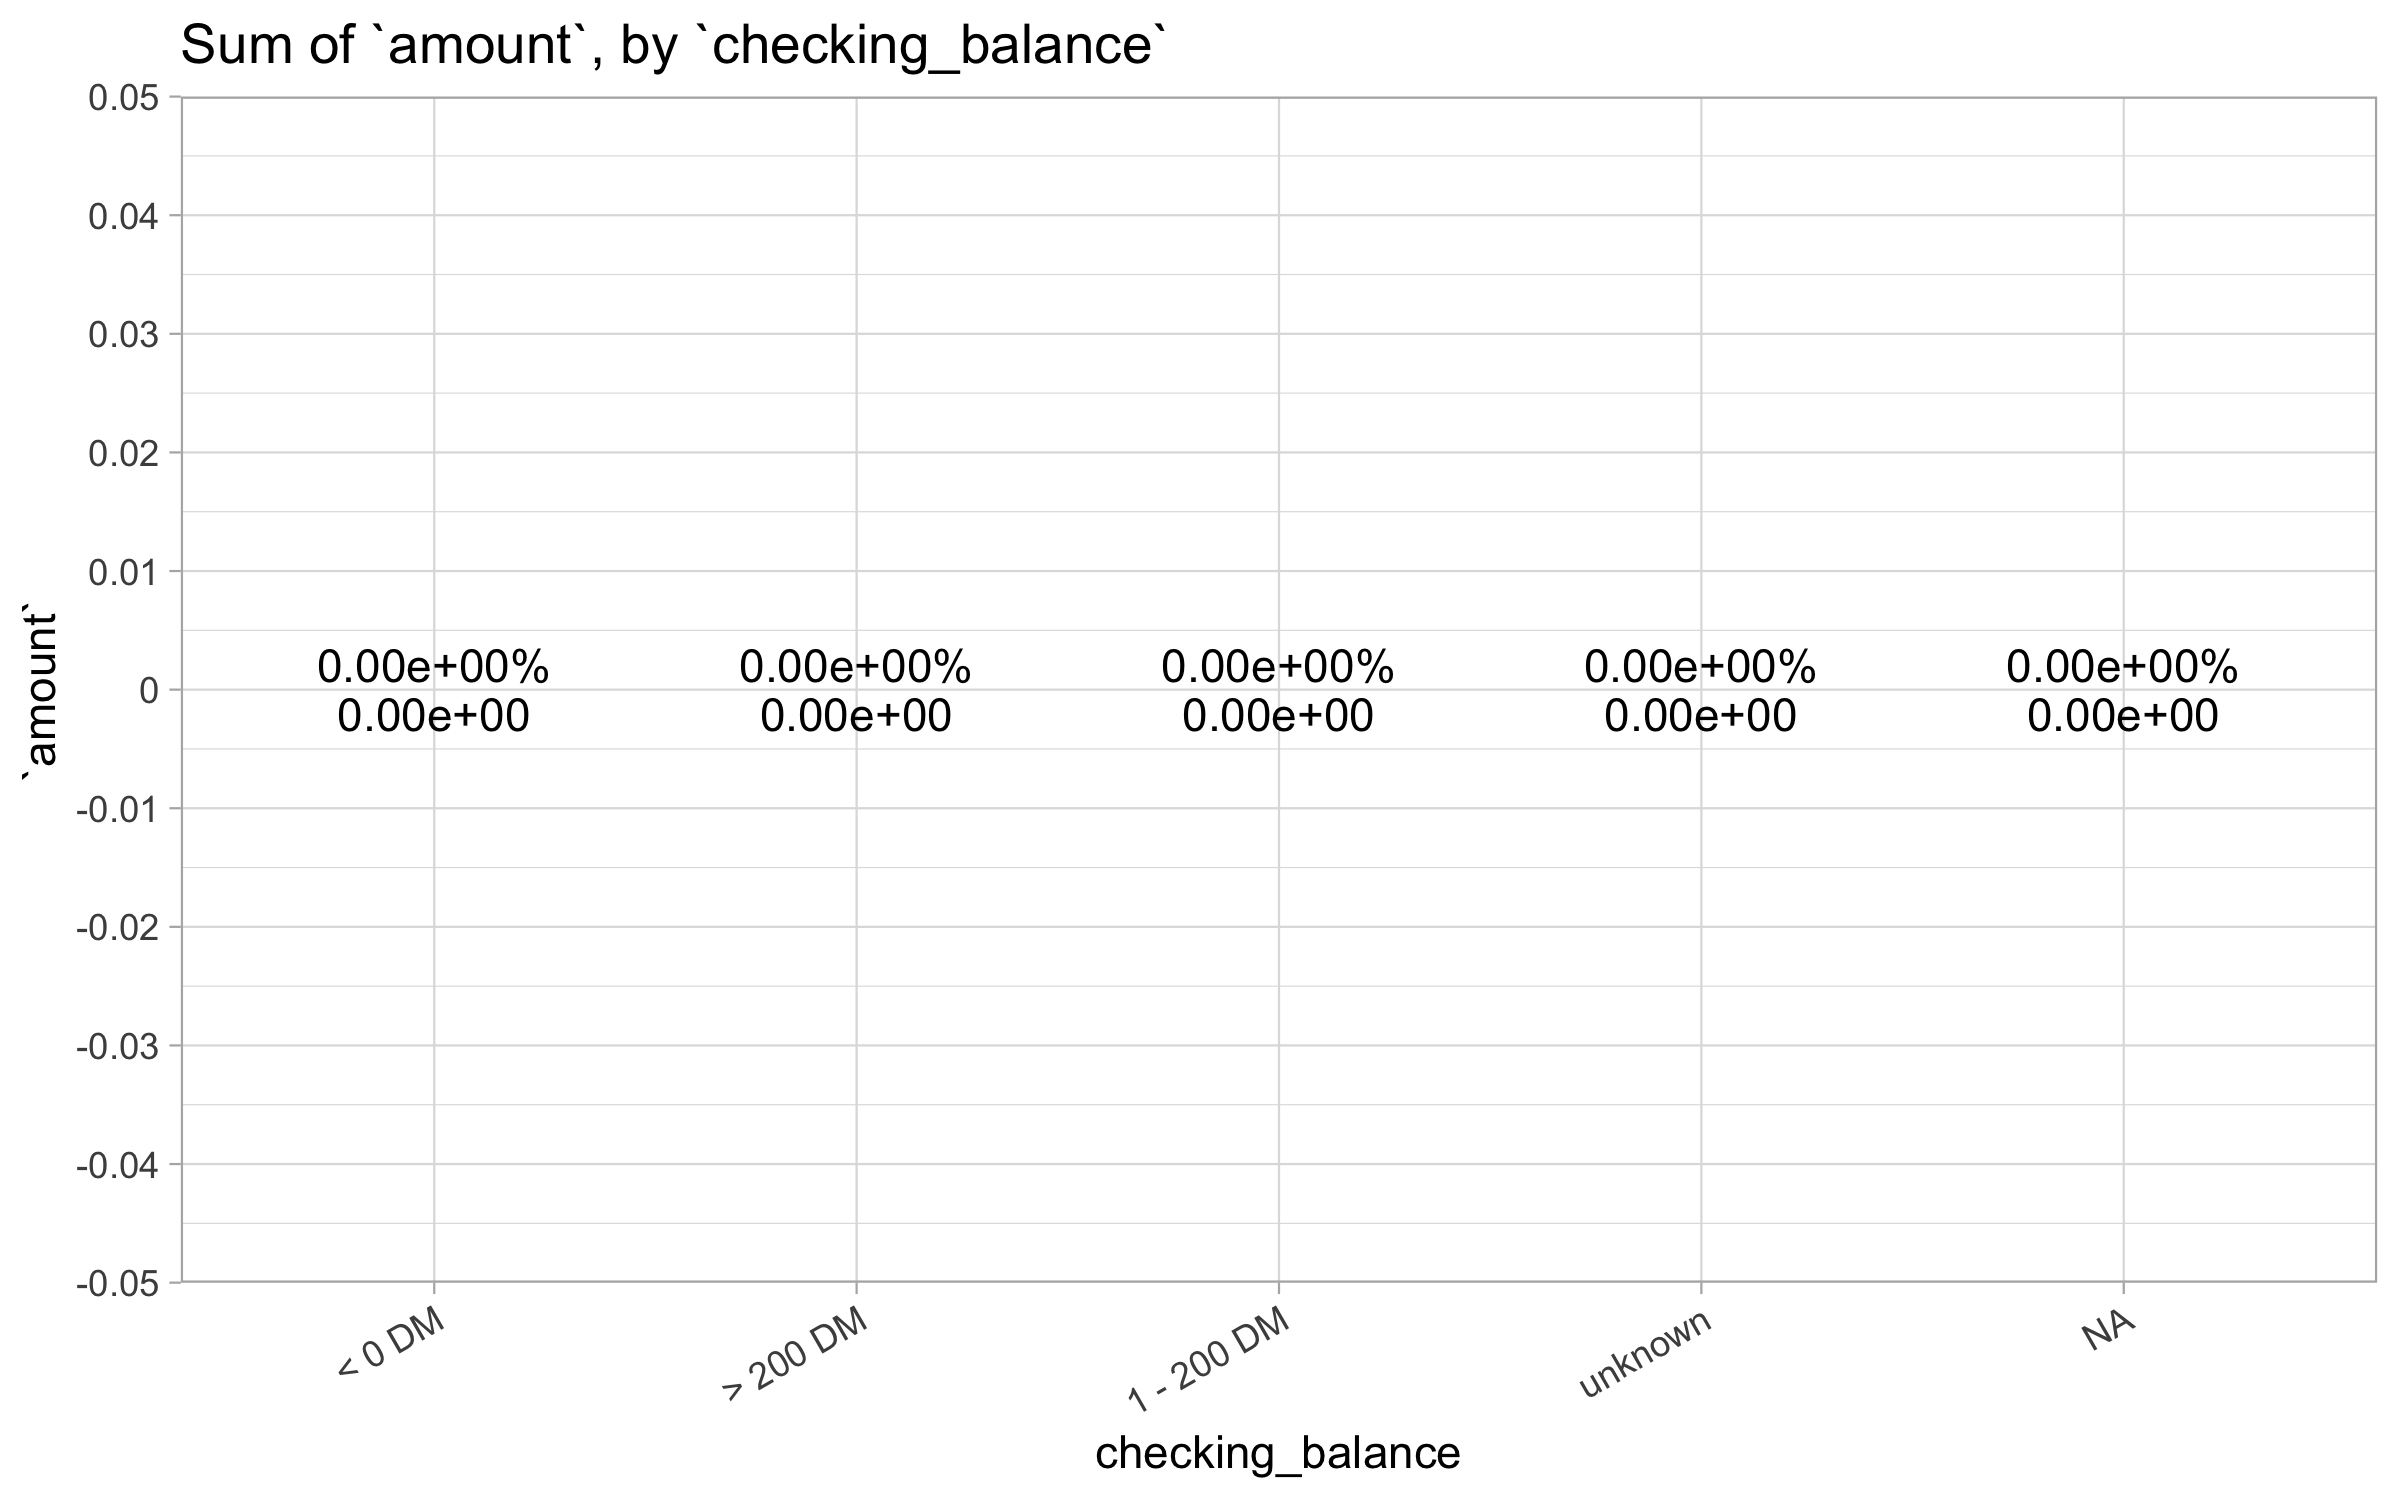 Sum of `amount`, by `checking_balance`
0.05
0.04
0.03
0.02
0.01
0
-0.01
-0.02
-0.03
-0.04
-0.05
`amount`
0.00e+00%
0.00e+00
0.00e+00%
0.00e+00
0.00e+00%
0.00e+00
0.00e+00%
0.00e+00
0.00e+00%
0.00e+00
< 0 DM
> 200 DM
1 - 200 DM
unknown
NA
checking_balance